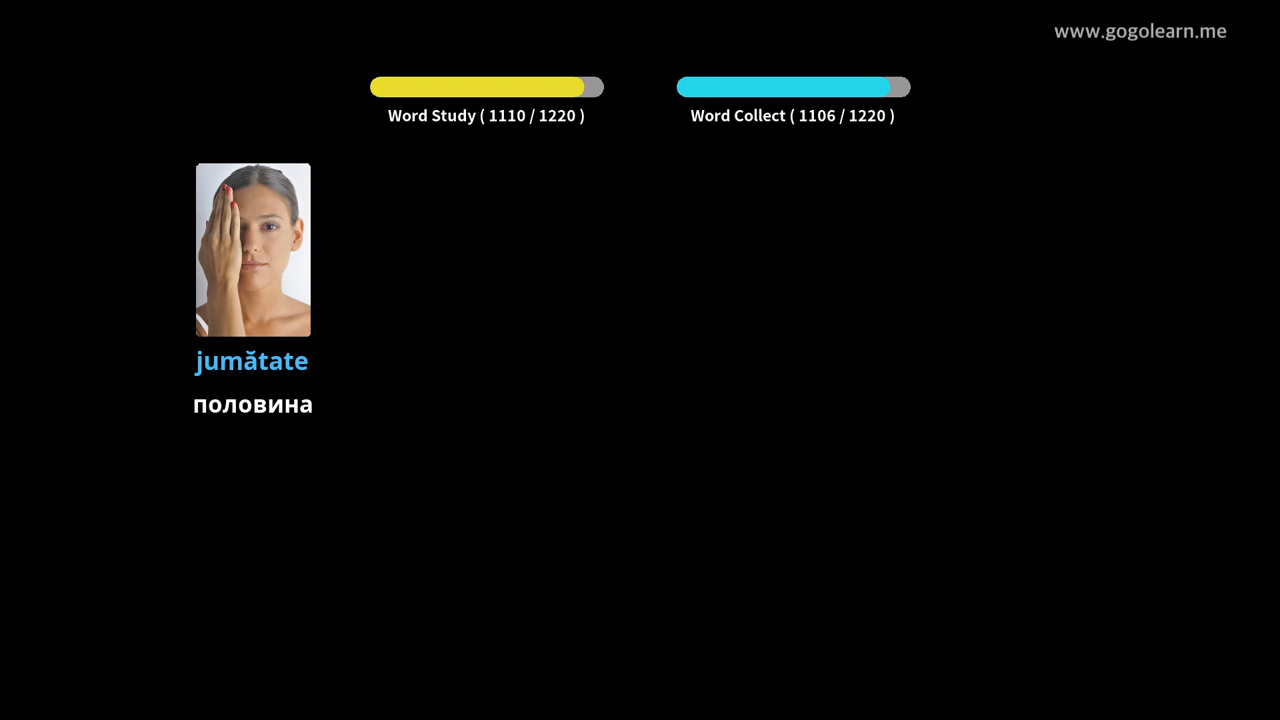 www.gogolearn.me
Word Study ( 1110 / 1220 )
Word Collect ( 1106 / 1220 )
jumătate
половина